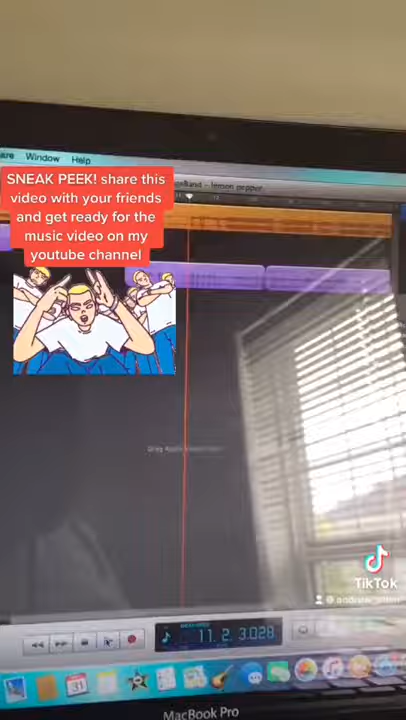 Window Help
SNEAK PEEK! share this
video with your friends
and get ready for the
music video on my
youtube channel
lemon pepper
11. 2. 3.028
31
TikTok
MacBook Pro